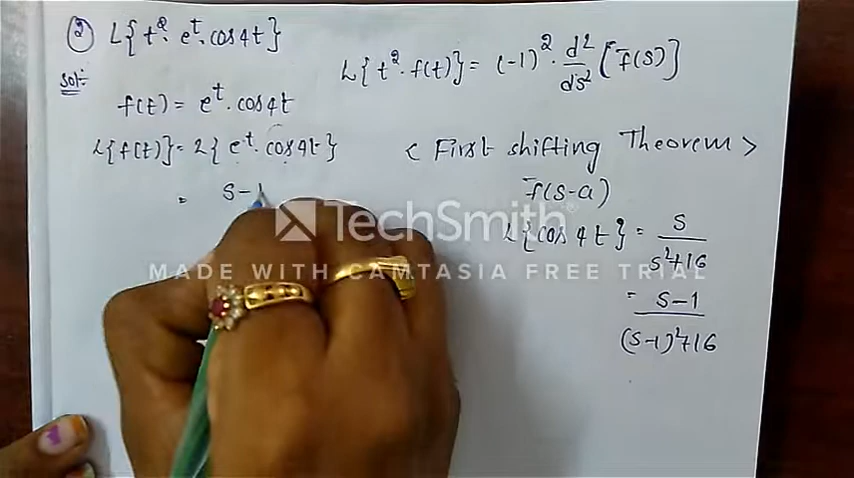 ② L{t². eᵗ. cos4t}
L{t². f(t)} = (-1)². d²/ds² [f̄(s)]
Sol:-
f(t) = eᵗ. cos4t
L{f(t)} = L{eᵗ. cos4t}
< First shifting Theorem >
= s-1
f̄(s-a)
L{cos4t} = s/s²+16
TechSmith®
MADE WITH CAMTASIA FREE TRIAL
= s-1/(s-1)²+16